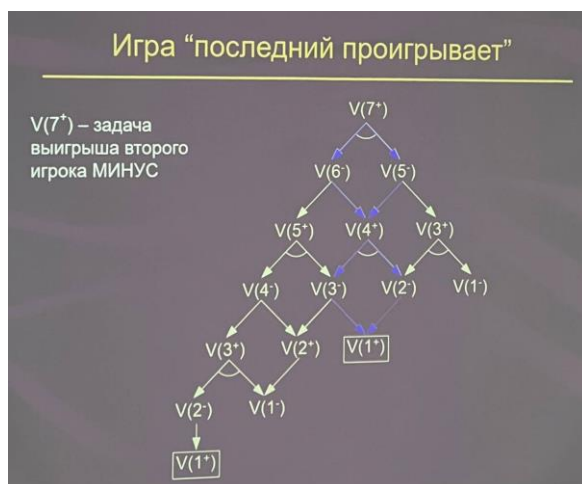 Игра “последний проигрывает”
V(7⁺) – задача
выигрыша второго
игрока МИНУС
V(7⁺)
V(6⁻) V(5⁻)
V(5⁺) V(4⁺) V(3⁺)
V(4⁻) V(3⁻) V(2⁻) V(1⁻)
V(3⁺) V(2⁺) V(1⁺)
V(2⁻) V(1⁻)
V(1⁺)